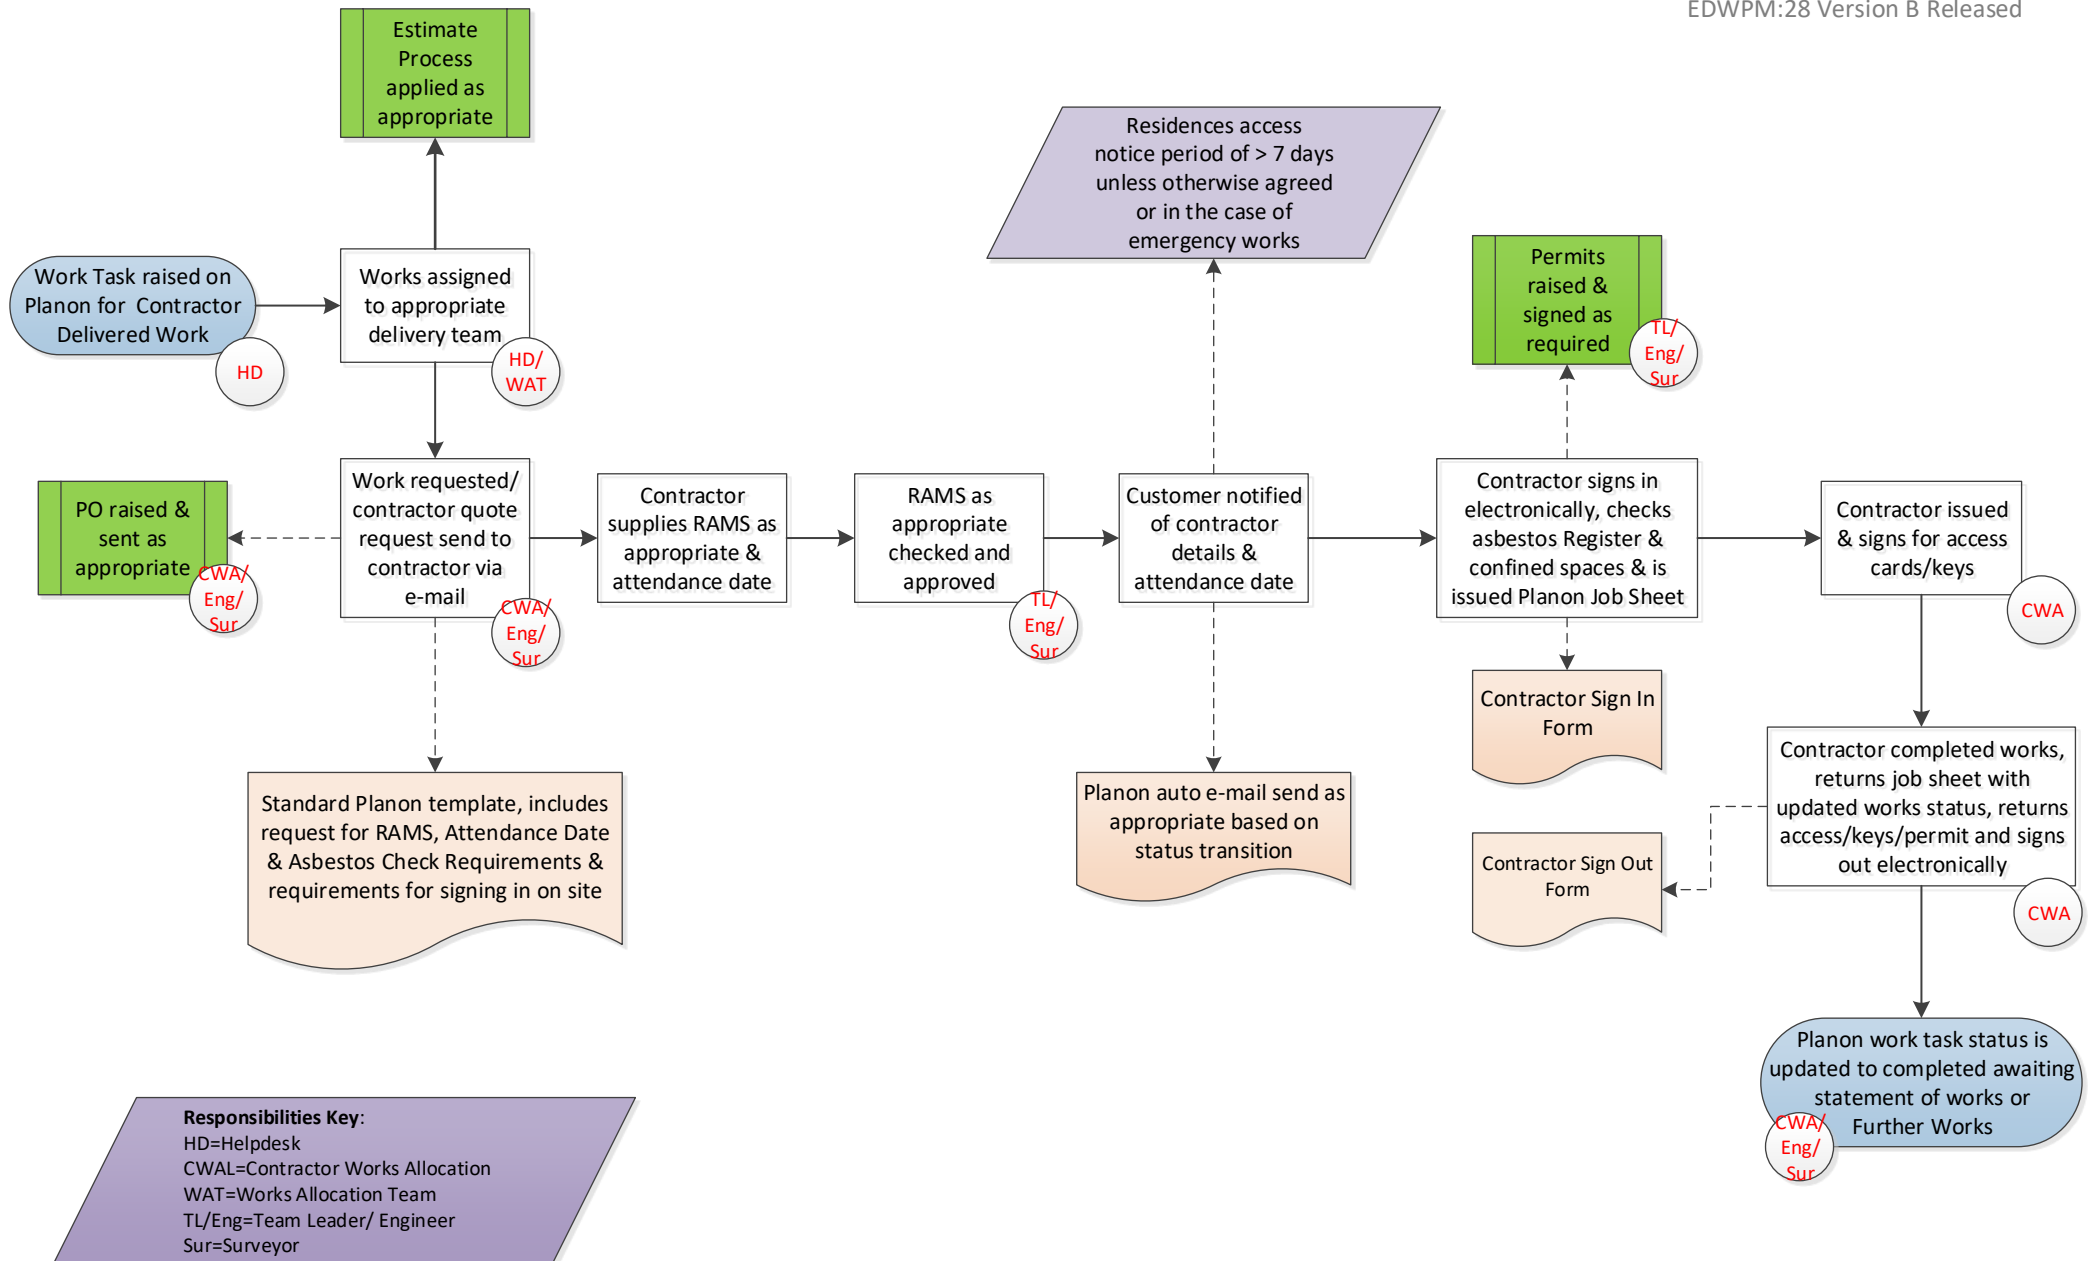 EDWPM:28 Version B Released
Estimate
Process
applied as
appropriate
Residences access
notice period of > 7 days
unless otherwise agreed
or in the case of
emergency works
Work Task raised on
Planon for Contractor
Delivered Work
HD
Works assigned
to appropriate
delivery team
HD/
WAT
Permits
raised &
signed as
required
TL/
Eng/
Sur
PO raised &
sent as
appropriate
CWA/
Eng/
Sur
Work requested/
contractor quote
request send to
contractor via
e-mail
CWA/
Eng/
Sur
Contractor
supplies RAMS as
appropriate &
attendance date
RAMS as
appropriate
checked and
approved
TL/
Eng/
Sur
Customer notified
of contractor
details &
attendance date
Contractor signs in
electronically, checks
asbestos Register &
confined spaces & is
issued Planon Job Sheet
Contractor issued
& signs for access
cards/keys
CWA
Contractor Sign In
Form
Standard Planon template, includes
request for RAMS, Attendance Date
& Asbestos Check Requirements &
requirements for signing in on site
Planon auto e-mail send as
appropriate based on
status transition
Contractor completed works,
returns job sheet with
updated works status, returns
access/keys/permit and signs
out electronically
CWA
Contractor Sign Out
Form
Planon work task status is
updated to completed awaiting
statement of works or
Further Works
CWA/
Eng/
Sur
Responsibilities Key:
HD=Helpdesk
CWAL=Contractor Works Allocation
WAT=Works Allocation Team
TL/Eng=Team Leader/ Engineer
Sur=Surveyor